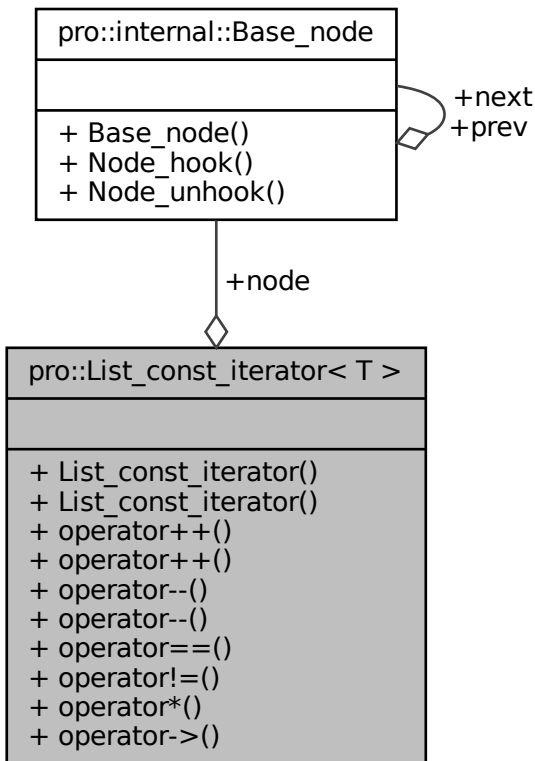 pro::internal::Base_node
+next
+prev
+ Base_node()
+ Node_hook()
+ Node_unhook()
+node
pro::List_const_iterator< T >
+ List_const_iterator()
+ List_const_iterator()
+ operator++()
+ operator++()
+ operator--()
+ operator--()
+ operator==()
+ operator!=()
+ operator*()
+ operator->()